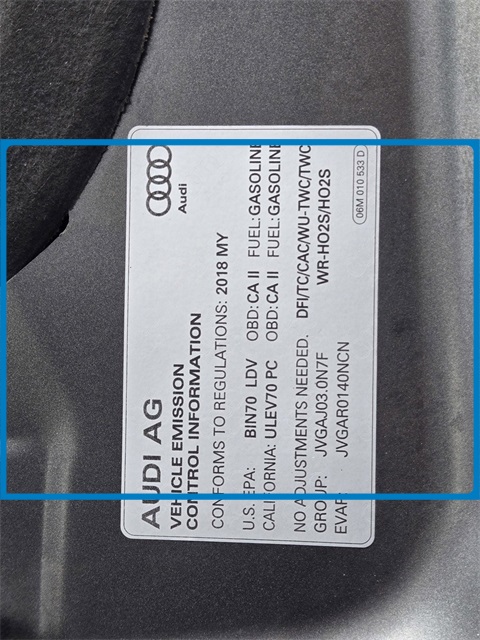 AUDI AG
VEHICLE EMISSION
CONTROL INFORMATION
Audi
CONFORMS TO REGULATIONS: 2018 MY
U.S. EPA: BIN70 LDV OBD: CA II FUEL: GASOLINE
CALIFORNIA: ULEV70 PC OBD: CA II FUEL: GASOLINE
NO ADJUSTMENTS NEEDED. DFI/TC/CAC/WU-TWC/TWC
GROUP: JVGAJ03.0N7F WR-HO2S/HO2S
EVAP: JVGAR0140NCN
06M 010 533 D